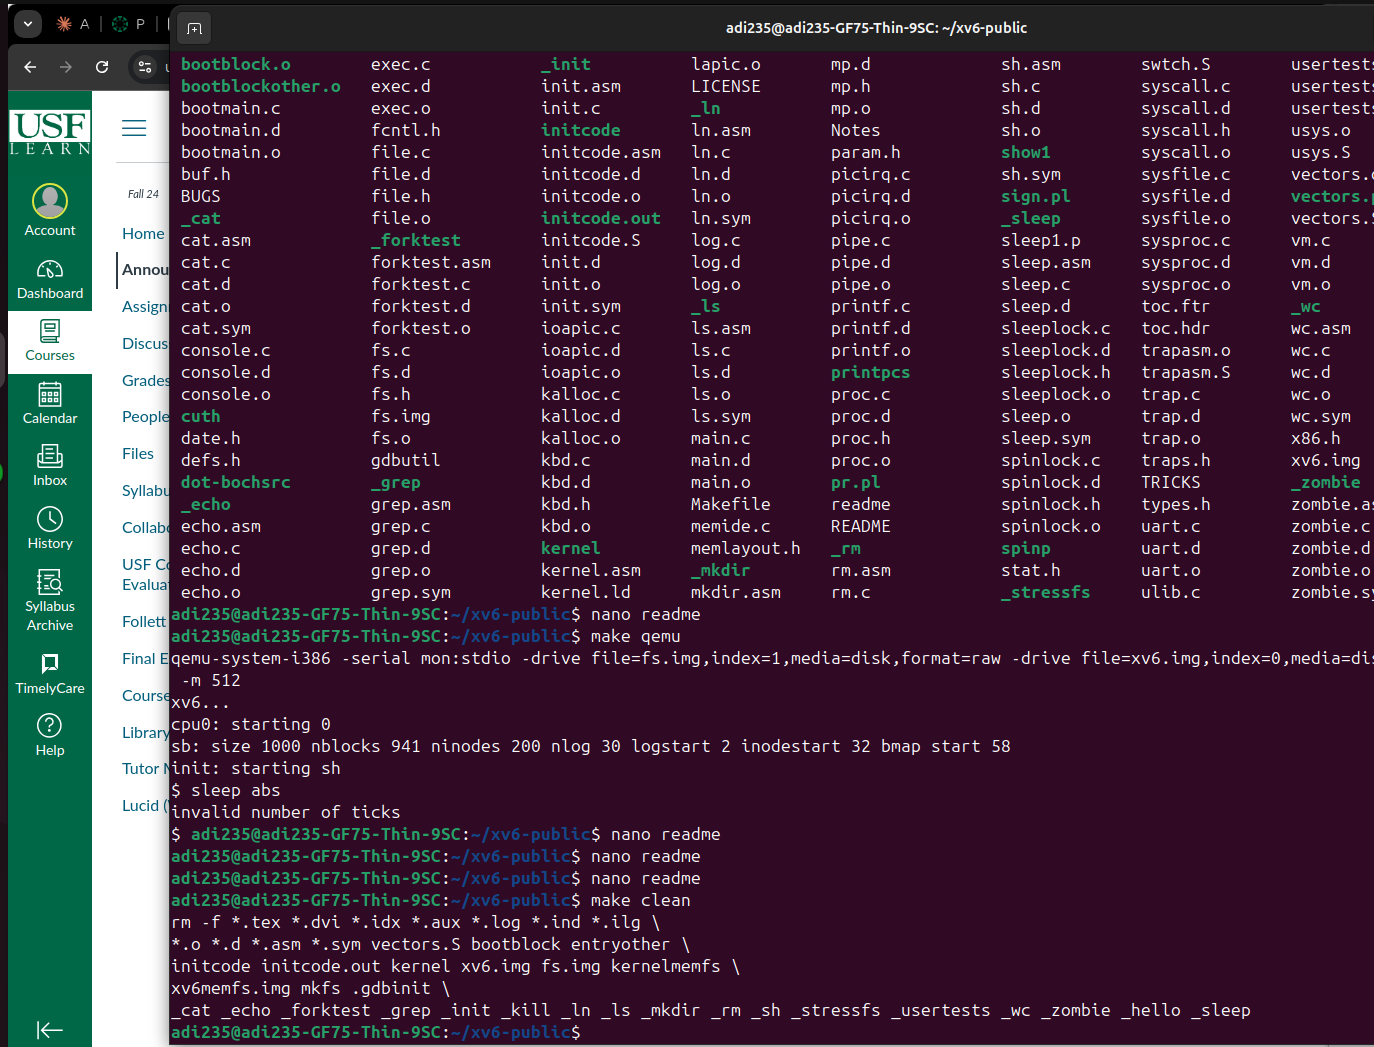 A | P |
adi235@adi235-GF75-Thin-9SC: ~/xv6-public
USF
LEARN
Account
Dashboard
Courses
Calendar
Inbox
History
Syllabus
Archive
TimelyCare
Help
Fall 24
Home
Annou
Assign
Discus
Grades
People
Files
Syllabu
Collabo
USF Co
Evaluat
Follett
Final E
Course
Library
Tutor M
Lucid (
bootblock.o exec.c _init lapic.o mp.d sh.asm swtch.S usertests
bootblockother.o exec.d init.asm LICENSE mp.h sh.c syscall.c usertests
bootmain.c exec.o init.c _ln mp.o sh.d syscall.d usertests
bootmain.d fcntl.h initcode ln.asm Notes sh.o syscall.h usys.o
bootmain.o file.c initcode.asm ln.c param.h show1 syscall.o usys.S
buf.h file.d initcode.d ln.d picirq.c sh.sym sysfile.c vectors.o
BUGS file.h initcode.o ln.o picirq.d sign.pl sysfile.d vectors.p
_cat file.o initcode.out ln.sym picirq.o _sleep sysfile.o vectors.S
cat.asm _forktest initcode.S log.c pipe.c sleep1.p sysproc.c vm.c
cat.c forktest.asm init.d log.d pipe.d sleep.asm sysproc.d vm.d
cat.d forktest.c init.o log.o pipe.o sleep.c sysproc.o vm.o
cat.o forktest.d init.sym _ls printf.c sleep.d toc.ftr _wc
cat.sym forktest.o ioapic.c ls.asm printf.d sleeplock.c toc.hdr wc.asm
console.c fs.c ioapic.d ls.c printf.o sleeplock.d trapasm.o wc.c
console.d fs.d ioapic.o ls.d printpcs sleeplock.h trapasm.S wc.d
console.o fs.h kalloc.c ls.o proc.c sleeplock.o trap.c wc.o
cuth fs.img kalloc.d ls.sym proc.d sleep.o trap.d wc.sym
date.h fs.o kalloc.o main.c proc.h sleep.sym trap.o x86.h
defs.h gdbutil kbd.c main.d proc.o spinlock.c traps.h xv6.img
dot-bochsrc _grep kbd.d main.o pr.pl spinlock.d TRICKS _zombie
_echo grep.asm kbd.h Makefile readme spinlock.h types.h zombie.as
echo.asm grep.c kbd.o memide.c README spinlock.o uart.c zombie.c
echo.c grep.d kernel memlayout.h _rm spinp uart.d zombie.d
echo.d grep.o kernel.asm _mkdir rm.asm stat.h uart.o zombie.o
echo.o grep.sym kernel.ld mkdir.asm rm.c _stressfs ulib.c zombie.sy
adi235@adi235-GF75-Thin-9SC:~/xv6-public$ nano readme
adi235@adi235-GF75-Thin-9SC:~/xv6-public$ make qemu
qemu-system-i386 -serial mon:stdio -drive file=fs.img,index=1,media=disk,format=raw -drive file=xv6.img,index=0,media=dis
-m 512
xv6...
cpu0: starting 0
sb: size 1000 nblocks 941 ninodes 200 nlog 30 logstart 2 inodestart 32 bmap start 58
init: starting sh
$ sleep abs
invalid number of ticks
$ adi235@adi235-GF75-Thin-9SC:~/xv6-public$ nano readme
adi235@adi235-GF75-Thin-9SC:~/xv6-public$ nano readme
adi235@adi235-GF75-Thin-9SC:~/xv6-public$ nano readme
adi235@adi235-GF75-Thin-9SC:~/xv6-public$ make clean
rm -f *.tex *.dvi *.idx *.aux *.log *.ind *.ilg \
*.o *.d *.asm *.sym vectors.S bootblock entryother \
initcode initcode.out kernel xv6.img fs.img kernelmemfs \
xv6memfs.img mkfs .gdbinit \
_cat _echo _forktest _grep _init _kill _ln _ls _mkdir _rm _sh _stressfs _usertests _wc _zombie _hello _sleep
adi235@adi235-GF75-Thin-9SC:~/xv6-public$